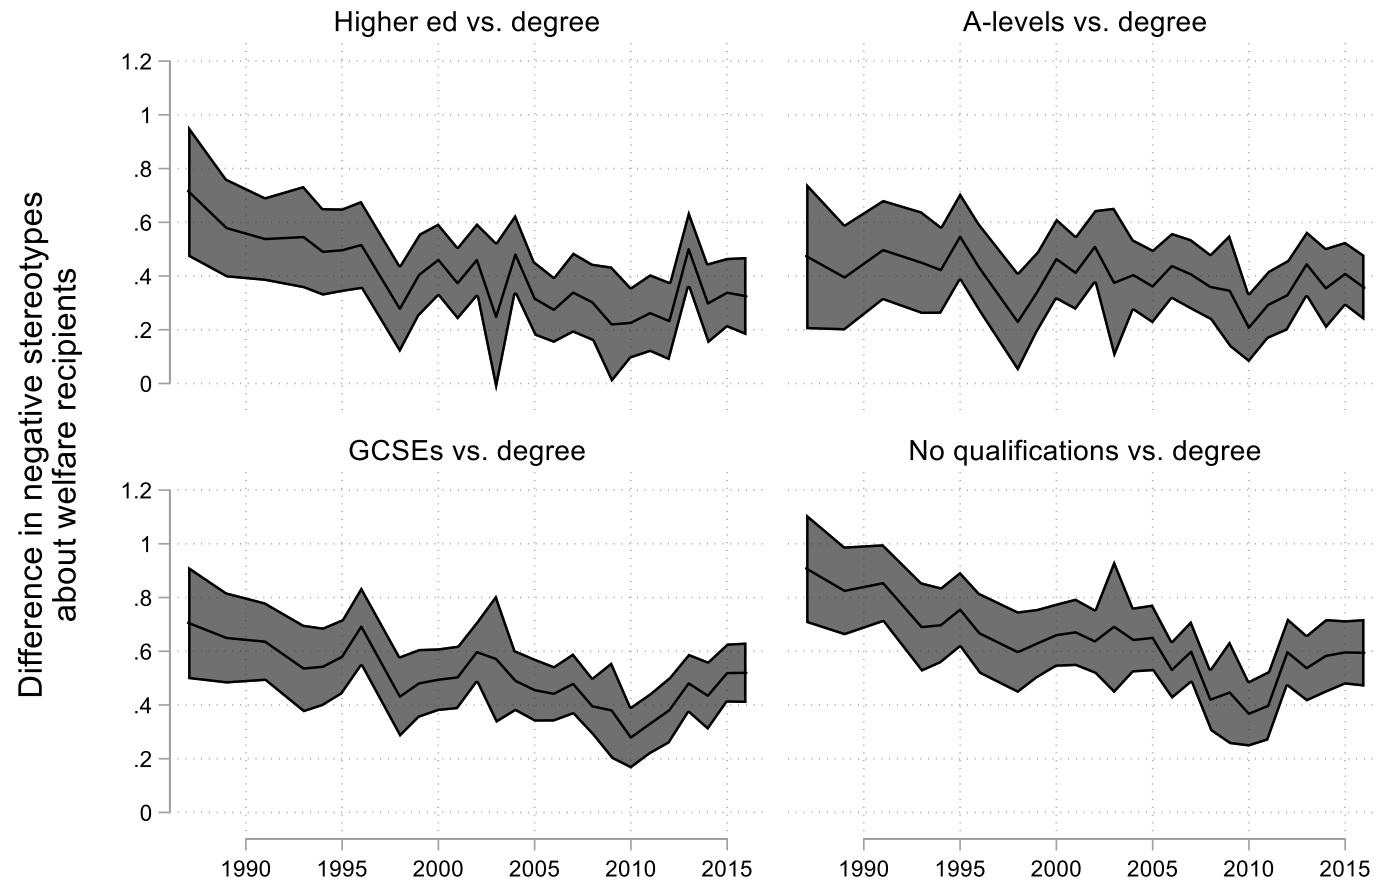 Higher ed vs. degree
A-levels vs. degree
1.2
1
.8
.6
.4
.2
0
Difference in negative stereotypes
about welfare recipients
GCSEs vs. degree
No qualifications vs. degree
1.2
1
.8
.6
.4
.2
0
1990 1995 2000 2005 2010 2015
1990 1995 2000 2005 2010 2015